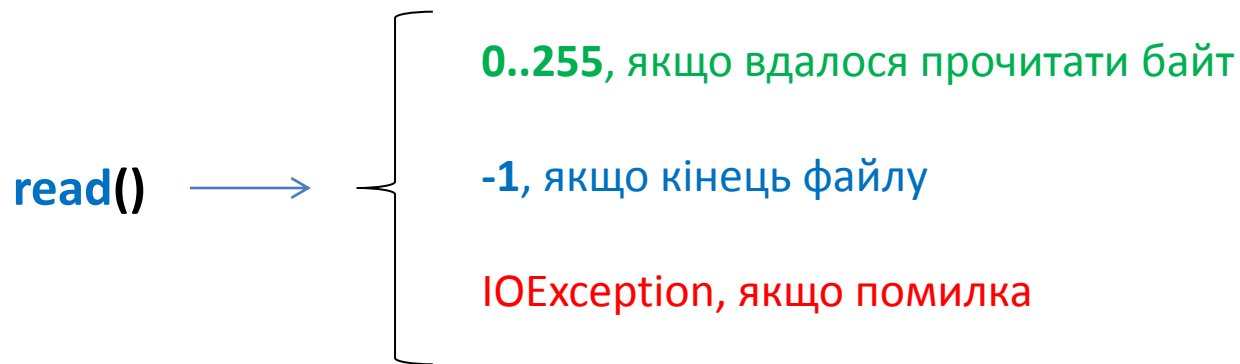 0..255, якщо вдалося прочитати байт
read()
-1, якщо кінець файлу
IOException, якщо помилка